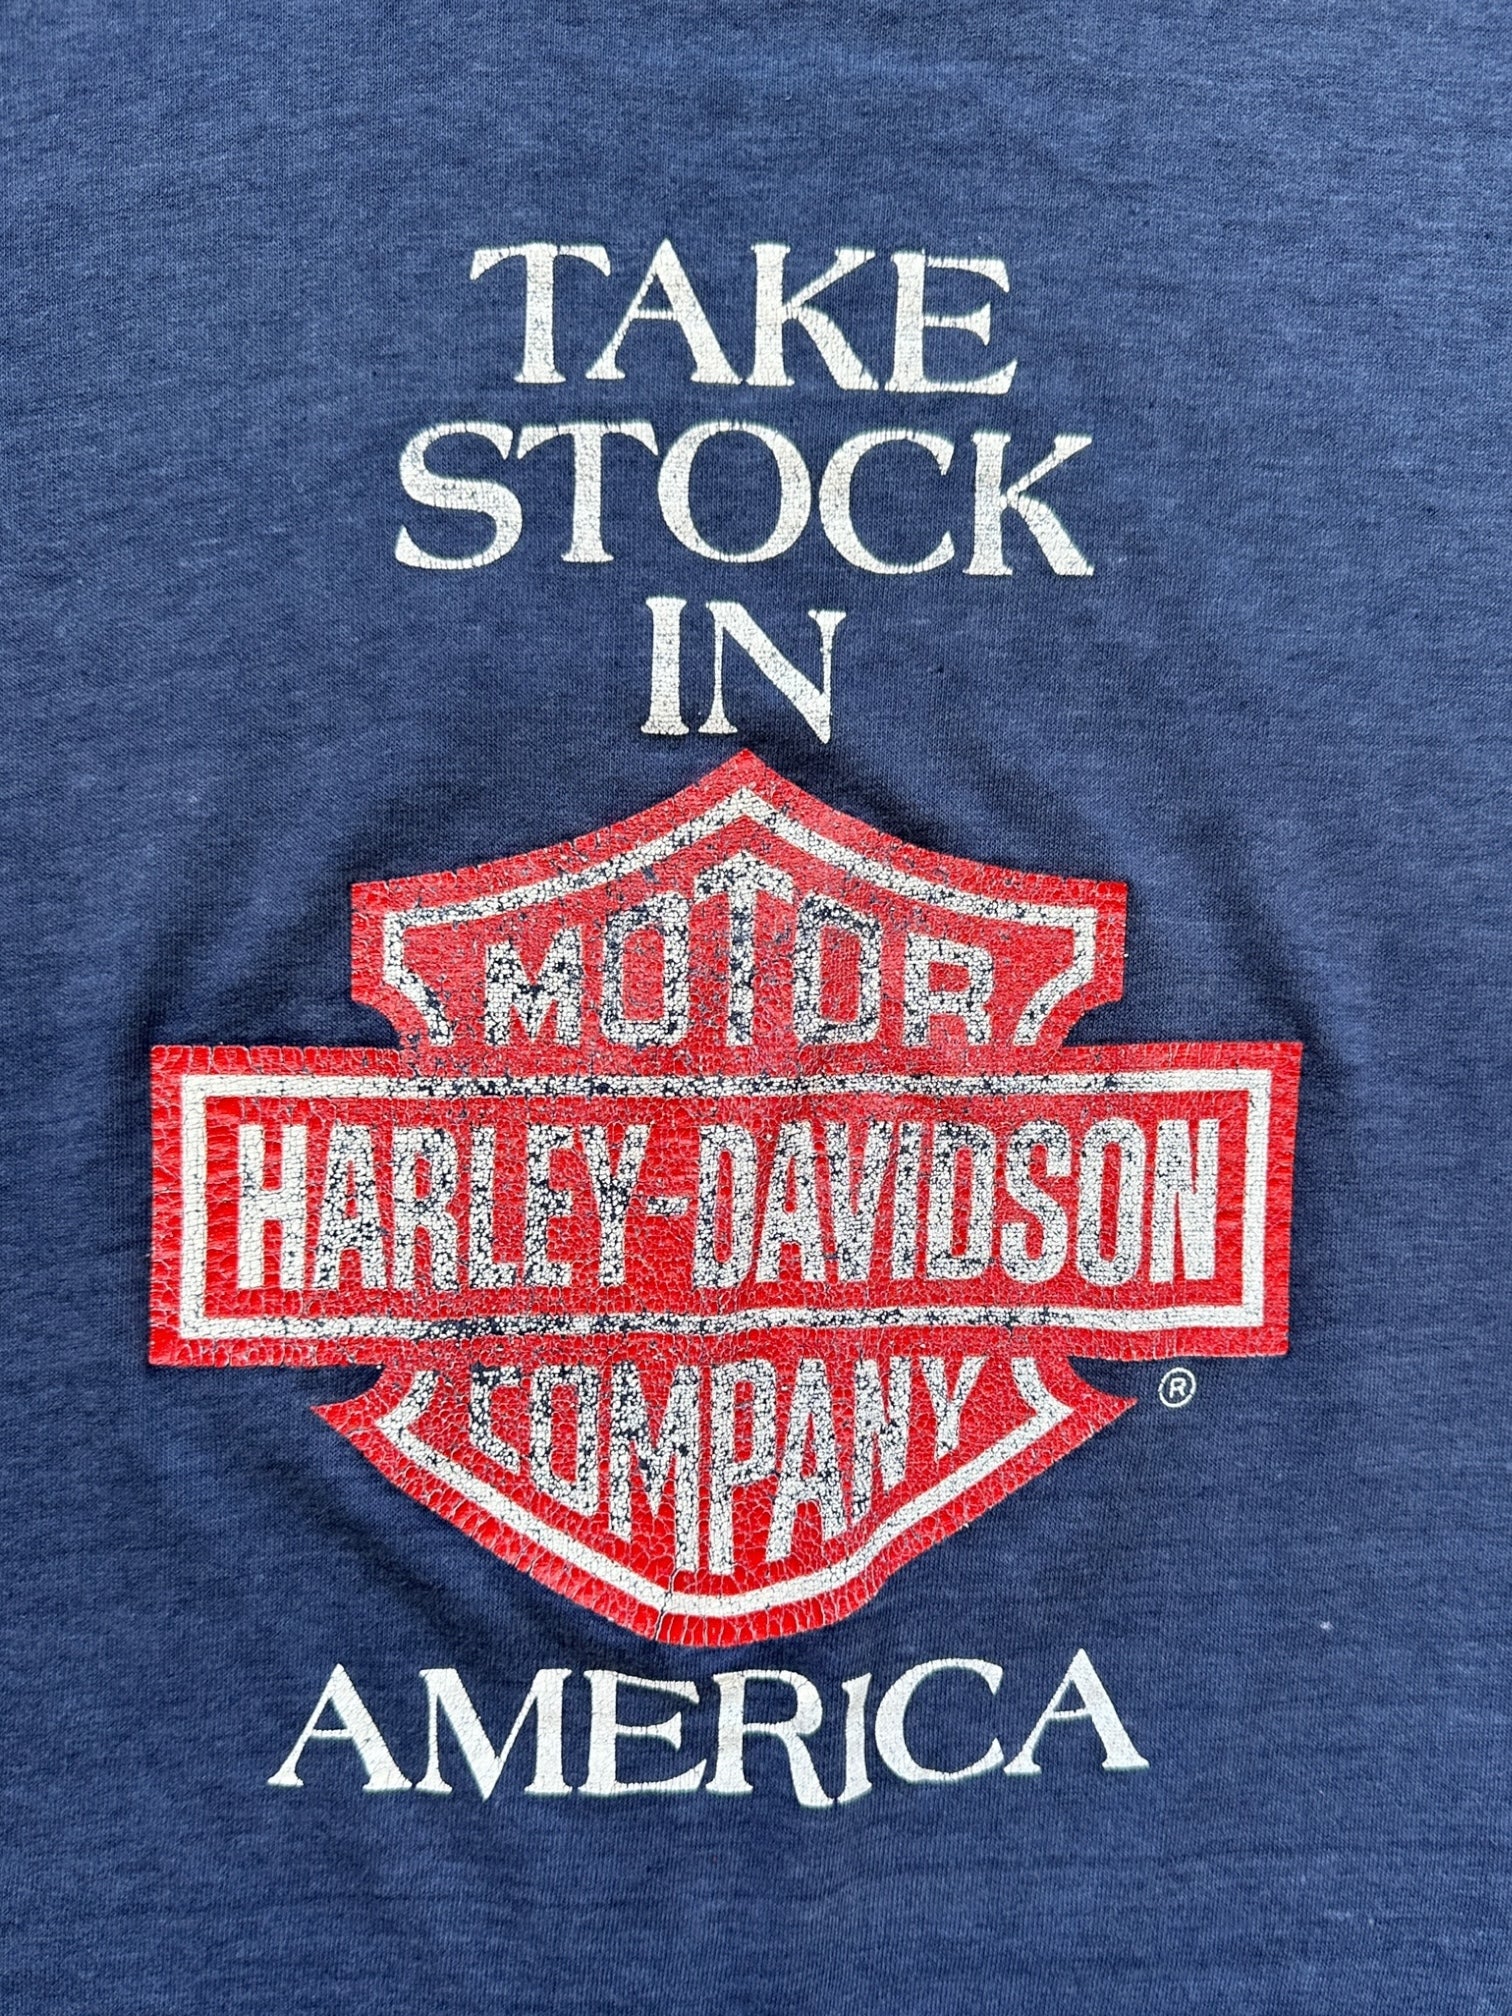 TAKE
STOCK
IN
MOTOR
HARLEY-DAVIDSON
COMPANY
®
AMERICA